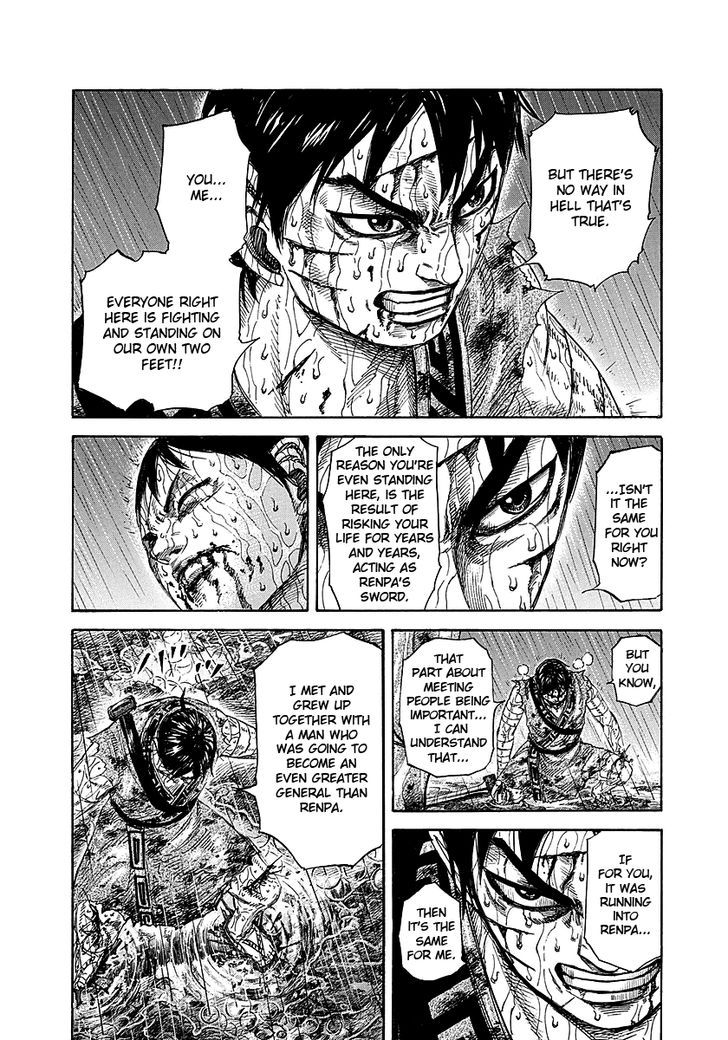 BUT THERE'S
NO WAY IN
HELL THAT'S
TRUE.
YOU...
ME...
EVERYONE RIGHT
HERE IS FIGHTING
AND STANDING ON
OUR OWN TWO
FEET!!
...ISN'T
IT THE
SAME
FOR YOU
RIGHT
NOW?
THE ONLY
REASON YOU'RE
EVEN STANDING
HERE, IS THE
RESULT OF
RISKING YOUR
LIFE FOR YEARS
AND YEARS,
ACTING AS
RENPA'S
SWORD.
BUT
YOU
KNOW,
THAT
PART ABOUT
MEETING
PEOPLE BEING
IMPORTANT...
I CAN
UNDERSTAND
THAT...
IF
FOR YOU,
IT WAS
RUNNING
INTO
RENPA...
THEN
IT'S THE
SAME
FOR ME.
I MET AND
GREW UP
TOGETHER WITH
A MAN WHO
WAS GOING TO
BECOME AN
EVEN GREATER
GENERAL THAN
RENPA.